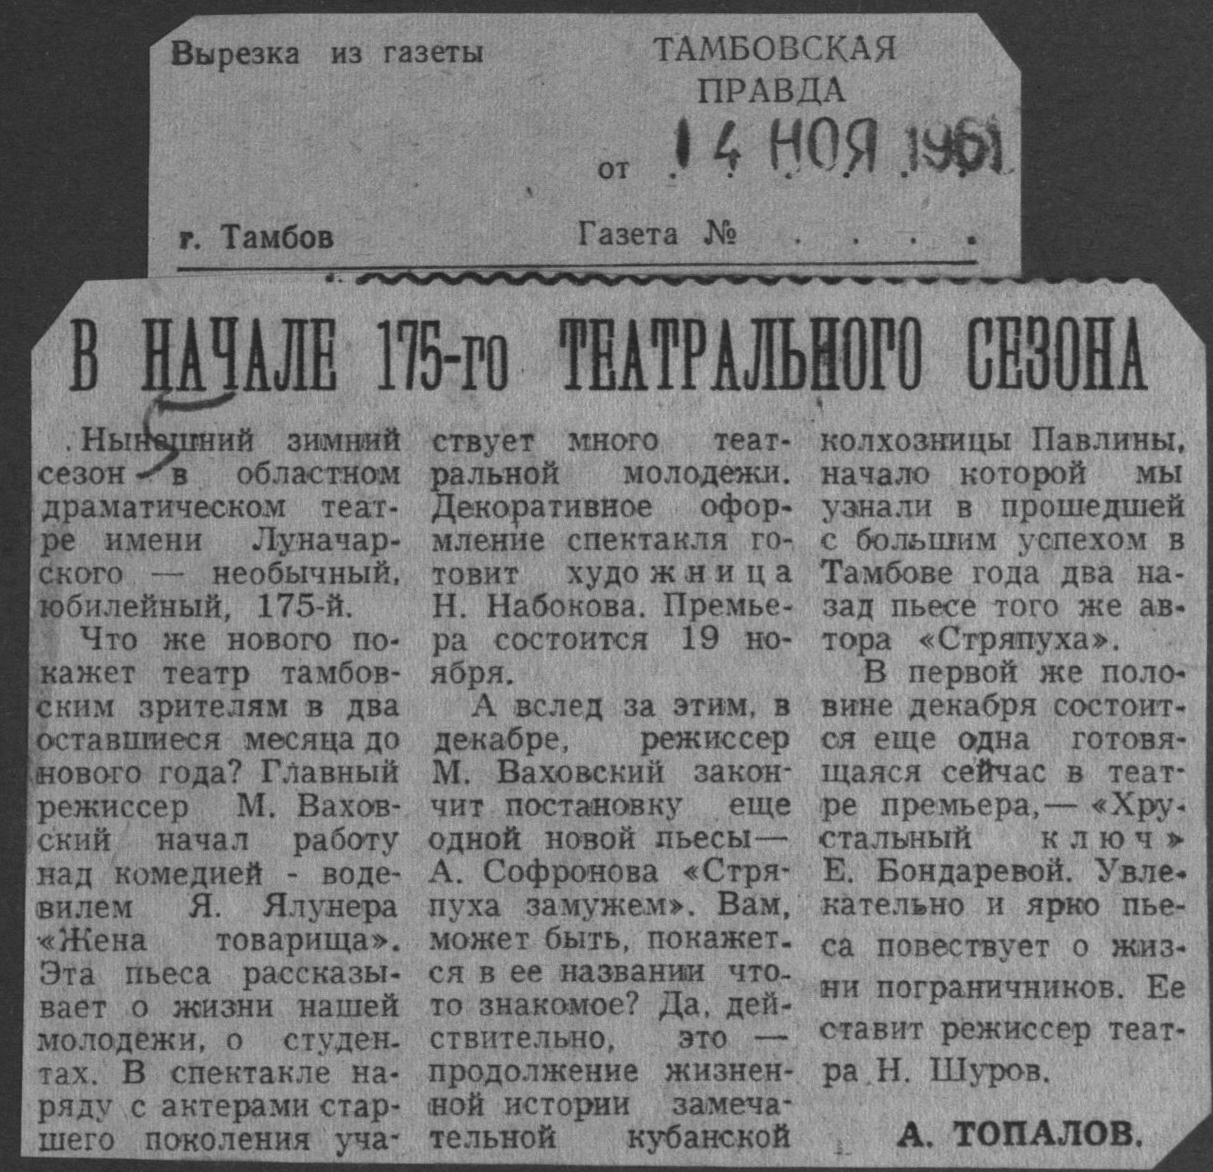 Вырезка из газеты
ТАМБОВСКАЯ
ПРАВДА
от 14 НОЯ 1961
г. Тамбов Газета № . . . .
В НАЧАЛЕ 175-го ТЕАТРАЛЬНОГО СЕЗОНА
Нынешний зимний
сезон в областном
драматическом теат-
ре имени Луначар-
ского — необычный,
юбилейный, 175-й.
Что же нового по-
кажет театр тамбов-
ским зрителям в два
оставшиеся месяца до
нового года? Главный
режиссер М. Вахов-
ский начал работу
над комедией - воде-
вилем Я. Ялунера
«Жена товарища».
Эта пьеса рассказы-
вает о жизни нашей
молодежи, о студен-
тах. В спектакле на-
ряду с актерами стар-
шего поколения уча-
ствует много теат-
ральной молодежи.
Декоративное офор-
мление спектакля го-
товит художница
Н. Набокова. Премье-
ра состоится 19 но-
ября.
А вслед за этим, в
декабре, режиссер
М. Ваховский закон-
чит постановку еще
одной новой пьесы—
А. Софронова «Стря-
пуха замужем». Вам,
может быть, покажет-
ся в ее названии что-
то знакомое? Да, дей-
ствительно, это —
продолжение жизнен-
ной истории замеча-
тельной кубанской
колхозницы Павлины,
начало которой мы
узнали в прошедшей
с большим успехом в
Тамбове года два на-
зад пьесе того же ав-
тора «Стряпуха».
В первой же поло-
вине декабря состоит-
ся еще одна готовя-
щаяся сейчас в теат-
ре премьера,— «Хру-
стальный ключ»
Е. Бондаревой. Увле-
кательно и ярко пье-
са повествует о жиз-
ни пограничников. Ее
ставит режиссер теат-
ра Н. Шуров.
А. ТОПАЛОВ.